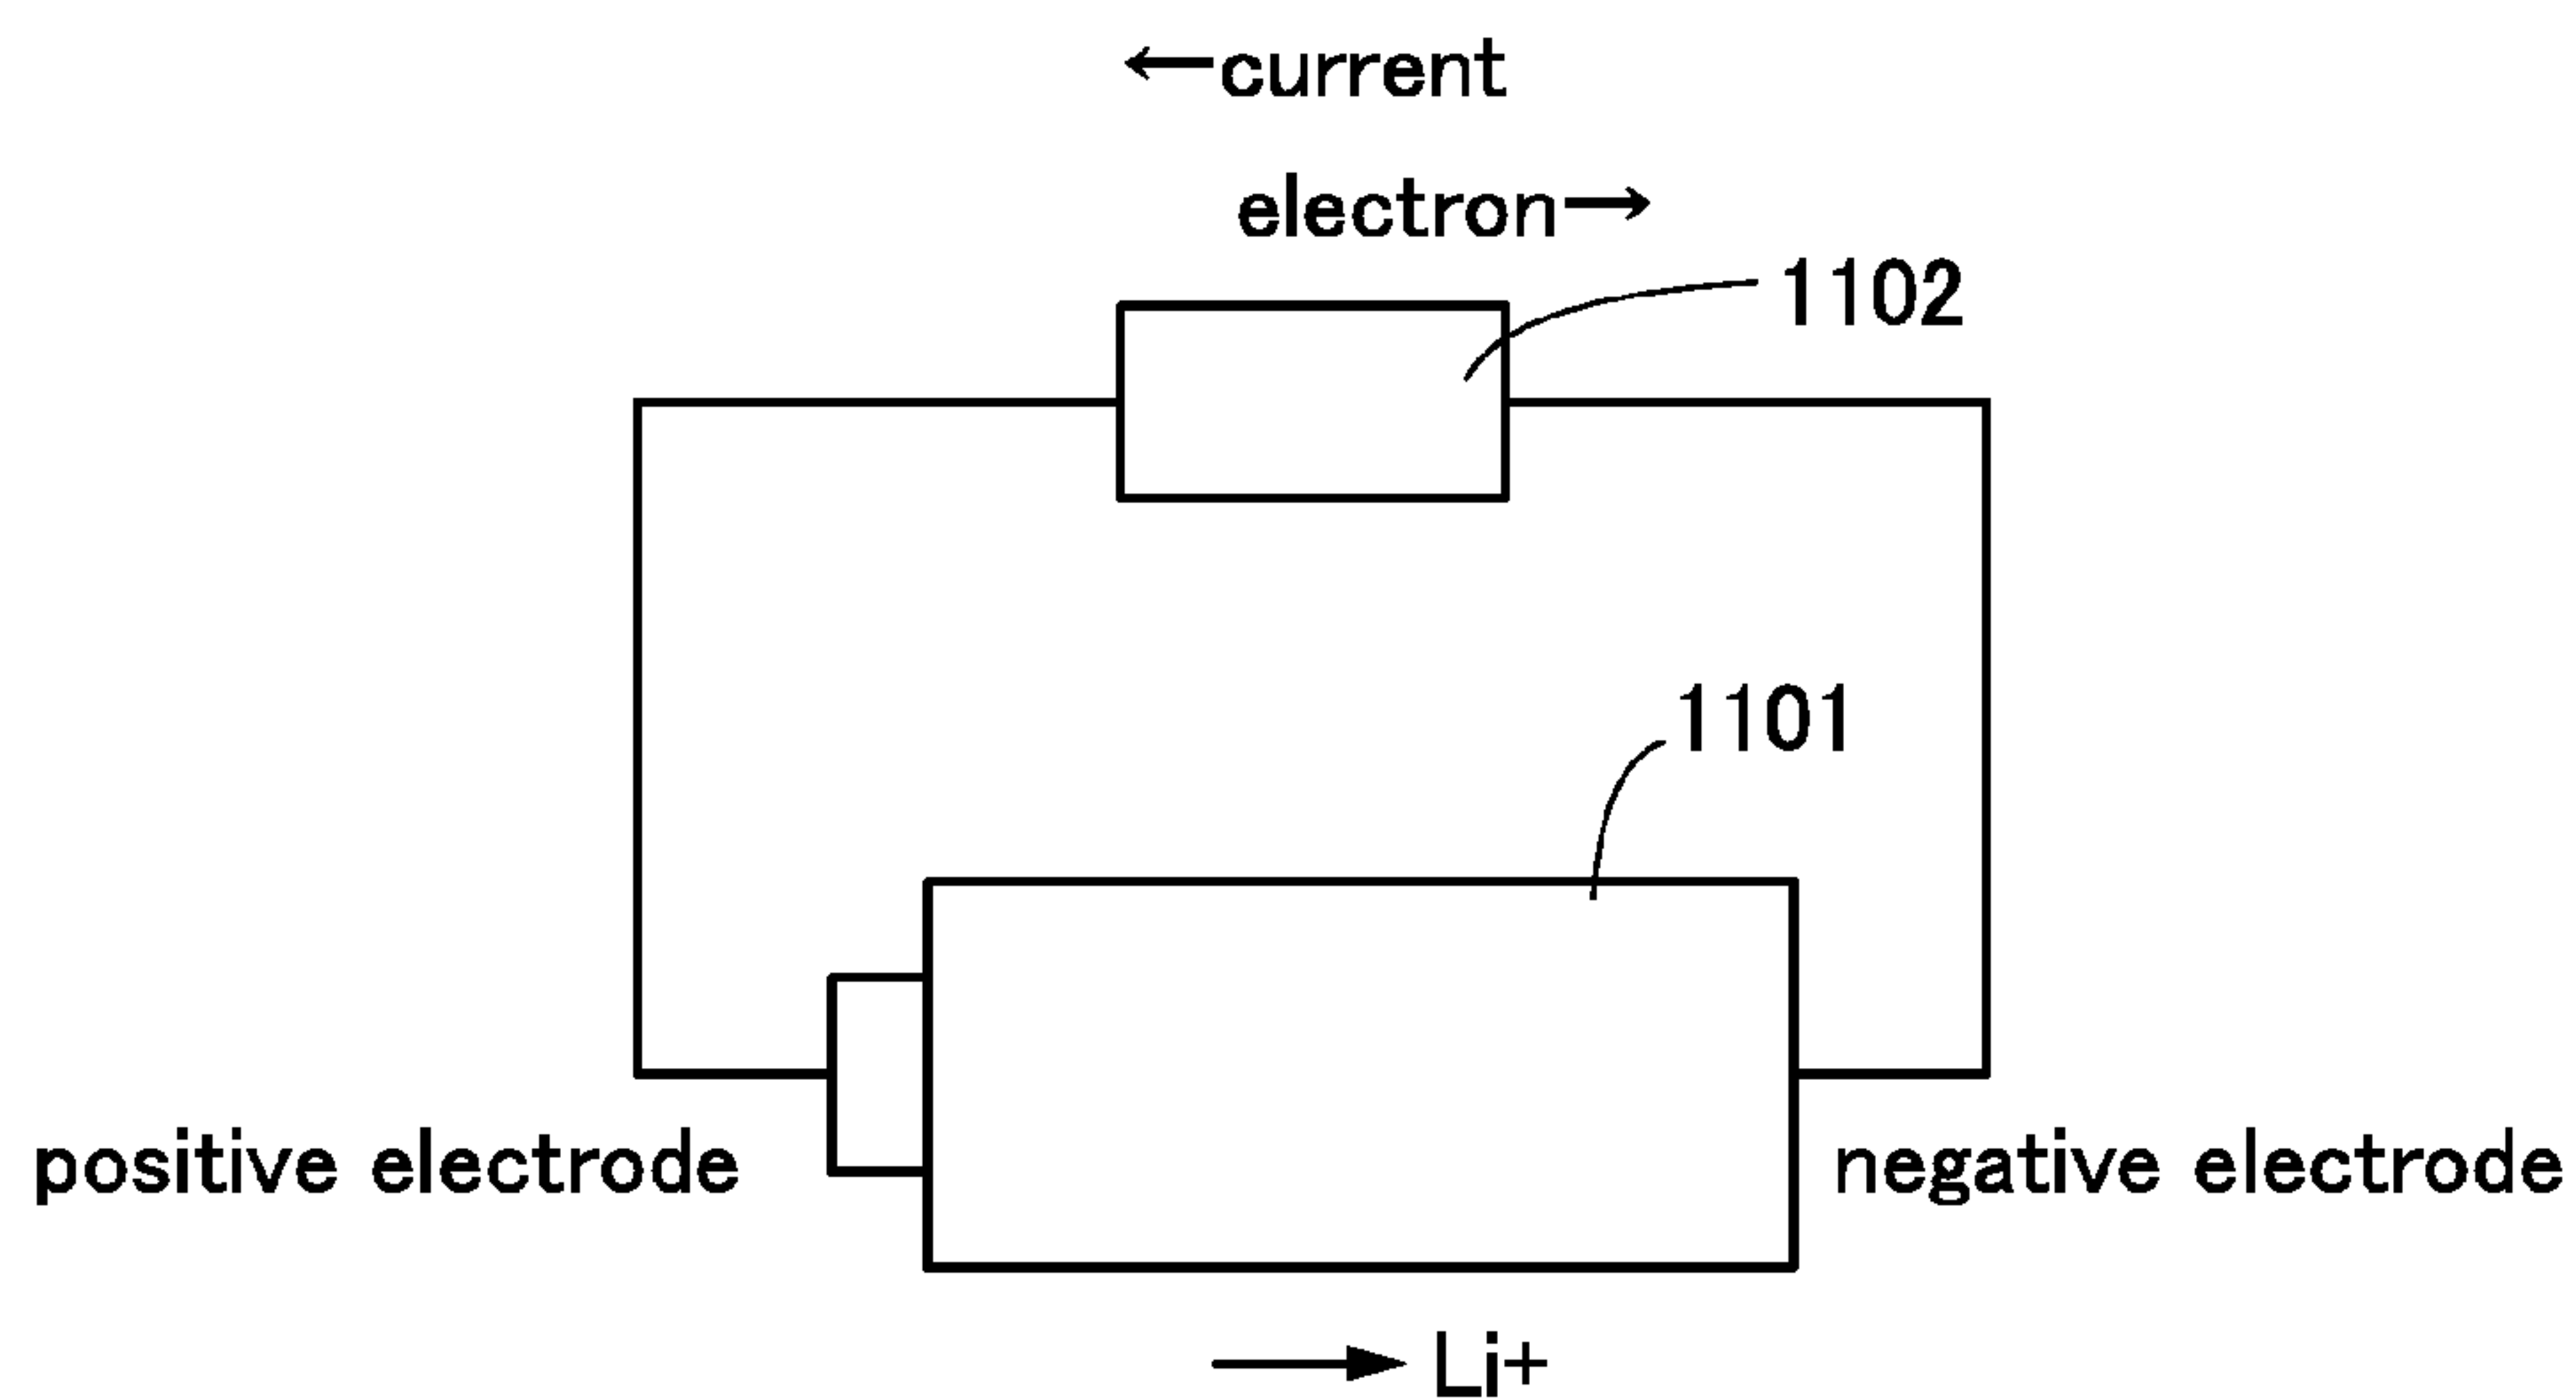 ←current
electron→
1102
1101
positive electrode
negative electrode
Li+